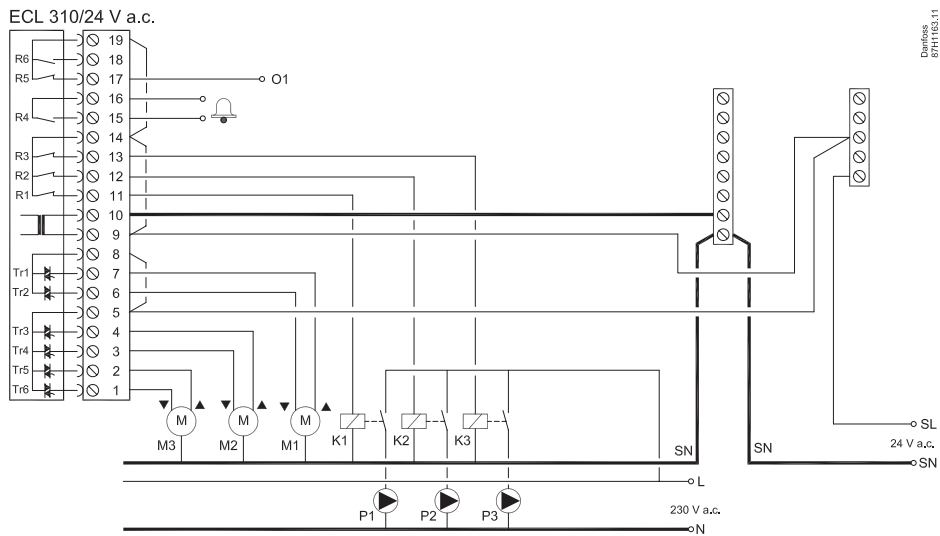 ECL 310/24 V a.c.
Danfoss
87H1163.11
19
R6 18
R5 17 O1
16
R4 15
14
R3 13
R2 12
R1 11
10
9
8
Tr1 7
Tr2 6
5
Tr3 4
Tr4 3
Tr5 2
Tr6 1
M M M
M3 M2 M1 K1 K2 K3
SL
24 V a.c.
SN SN SN
L
P1 P2 P3
230 V a.c.
N